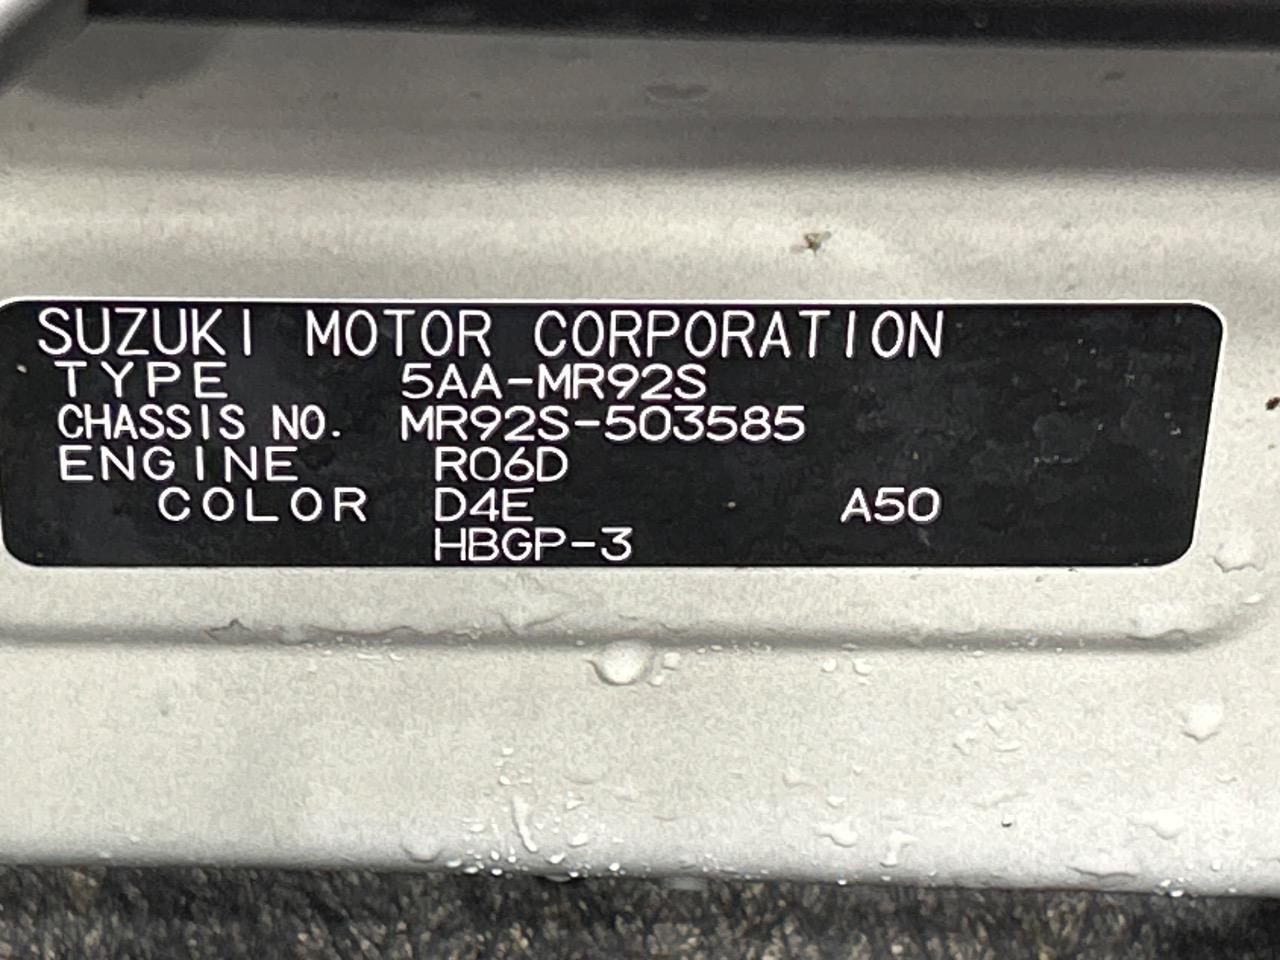 SUZUKI MOTOR CORPORATION
TYPE 5AA-MR92S
CHASSIS NO. MR92S-503585
ENGINE R06D
COLOR D4E A50
HBGP-3